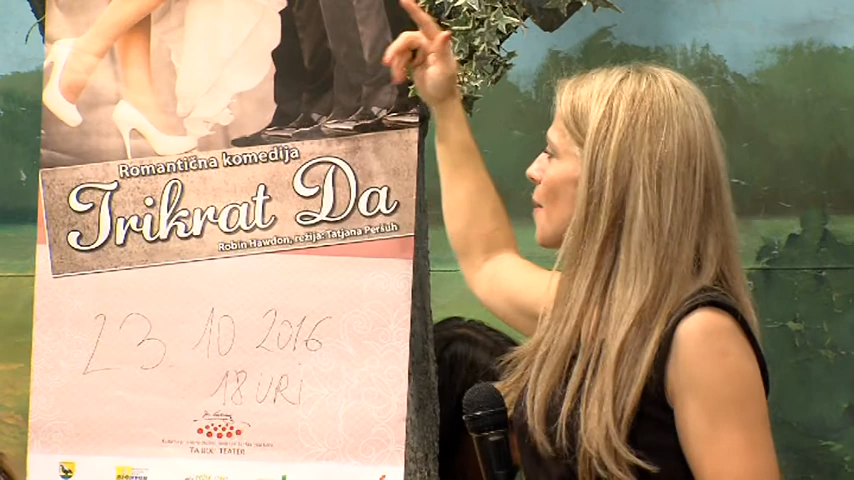 Romantična komedija
Trikrat Da
Robin Hawdon, režija: Tatjana Peršuh
23 10 2016
18 URI